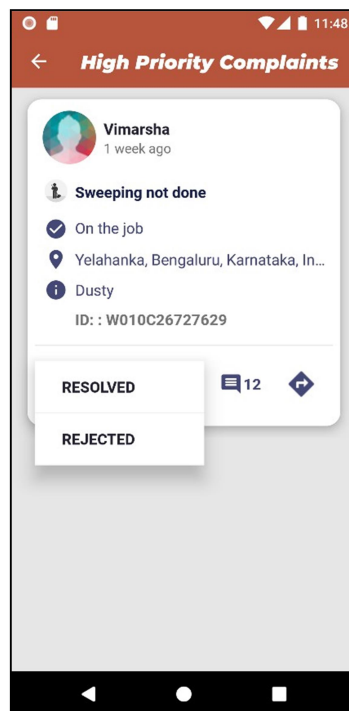 11:48
High Priority Complaints
Vimarsha
1 week ago
Sweeping not done
On the job
Yelahanka, Bengaluru, Karnataka, In...
Dusty
ID: : W010C26727629
RESOLVED
12
REJECTED